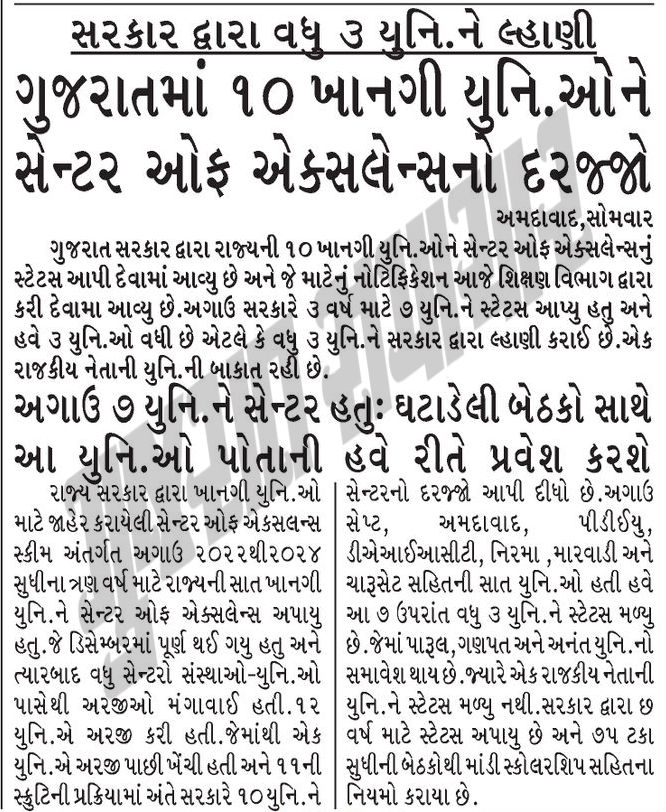 સરકાર દ્વારા વધુ ૩ યુનિ.ને લ્હાણી
ગુજરાતમાં ૧૦ ખાનગી યુનિ.ઓને
સેન્ટર ઓફ એક્સલેન્સનો દરજ્જો
અમદાવાદ,સોમવાર
ગુજરાત સરકાર દ્વારા રાજ્યની ૧૦ ખાનગી યુનિ.ઓને સેન્ટર ઓફ એક્સલેન્સનું
સ્ટેટસ આપી દેવામાં આવ્યુ છે અને જે માટેનું નોટિફિકેશન આજે શિક્ષણ વિભાગ દ્વારા
કરી દેવામા આવ્યુ છે.અગાઉ સરકારે ૩ વર્ષ માટે ૭ યુનિ.ને સ્ટેટસ આપ્યુ હતુ અને
હવે ૩ યુનિ.ઓ વધી છે એટલે કે વધુ ૩ યુનિ.ને સરકાર દ્વારા લ્હાણી કરાઈ છે.એક
રાજકીય નેતાની યુનિ.ની બાકાત રહી છે.
અગાઉ ૭ યુનિ.ને સેન્ટર હતુઃ ઘટાડેલી બેઠકો સાથે
આ યુનિ.ઓ પોતાની હવે રીતે પ્રવેશ કરશે
રાજ્ય સરકાર દ્વારા ખાનગી યુનિ.ઓ
માટે જાહેર કરાયેલી સેન્ટર ઓફ એકસલન્સ
સ્કીમ અંતર્ગત અગાઉ ૨૦૨૨થી૨૦૨૪
સુધીના ત્રણ વર્ષ માટે રાજ્યની સાત ખાનગી
યુનિ.ને સેન્ટર ઓફ એક્સલેન્સ અપાયુ
હતુ.જે ડિસેમ્બરમાં પૂર્ણ થઈ ગયુ હતુ અને
ત્યારબાદ વધુ સેન્ટરો સંસ્થાઓ-યુનિ.ઓ
પાસેથી અરજીઓ મંગાવાઈ હતી.૧૨
યુનિ.એ અરજી કરી હતી.જેમાંથી એક
યુનિ.એ અરજી પાછી ખેંચી હતી અને ૧૧ની
સ્ક્રુટિની પ્રક્રિયામાં અંતે સરકારે ૧૦ યુનિ.ને
સેન્ટરનો દરજ્જો આપી દીધો છે.અગાઉ
સેપ્ટ, અમદાવાદ, પીડીઈયુ,
ડીએઆઈઆસીટી, નિરમા ,મારવાડી અને
ચારૂસેટ સહિતની સાત યુનિ.ઓ હતી હવે
આ ૭ ઉપરાંત વધુ ૩ યુનિ.ને સ્ટેટસ મળ્યુ
છે.જેમાં પારૂલ,ગણપત અને અનંત યુનિ.નો
સમાવેશ થાય છે.જ્યારે એક રાજકીય નેતાની
યુનિ.ને સ્ટેટસ મળ્યુ નથી.સરકાર દ્વારા છ
વર્ષ માટે સ્ટેટસ અપાયુ છે અને ૭૫ ટકા
સુધીની બેઠકોથી માંડી સ્કોલરશિપ સહિતના
નિયમો કરાયા છે.
ગુજરાત સમાચાર